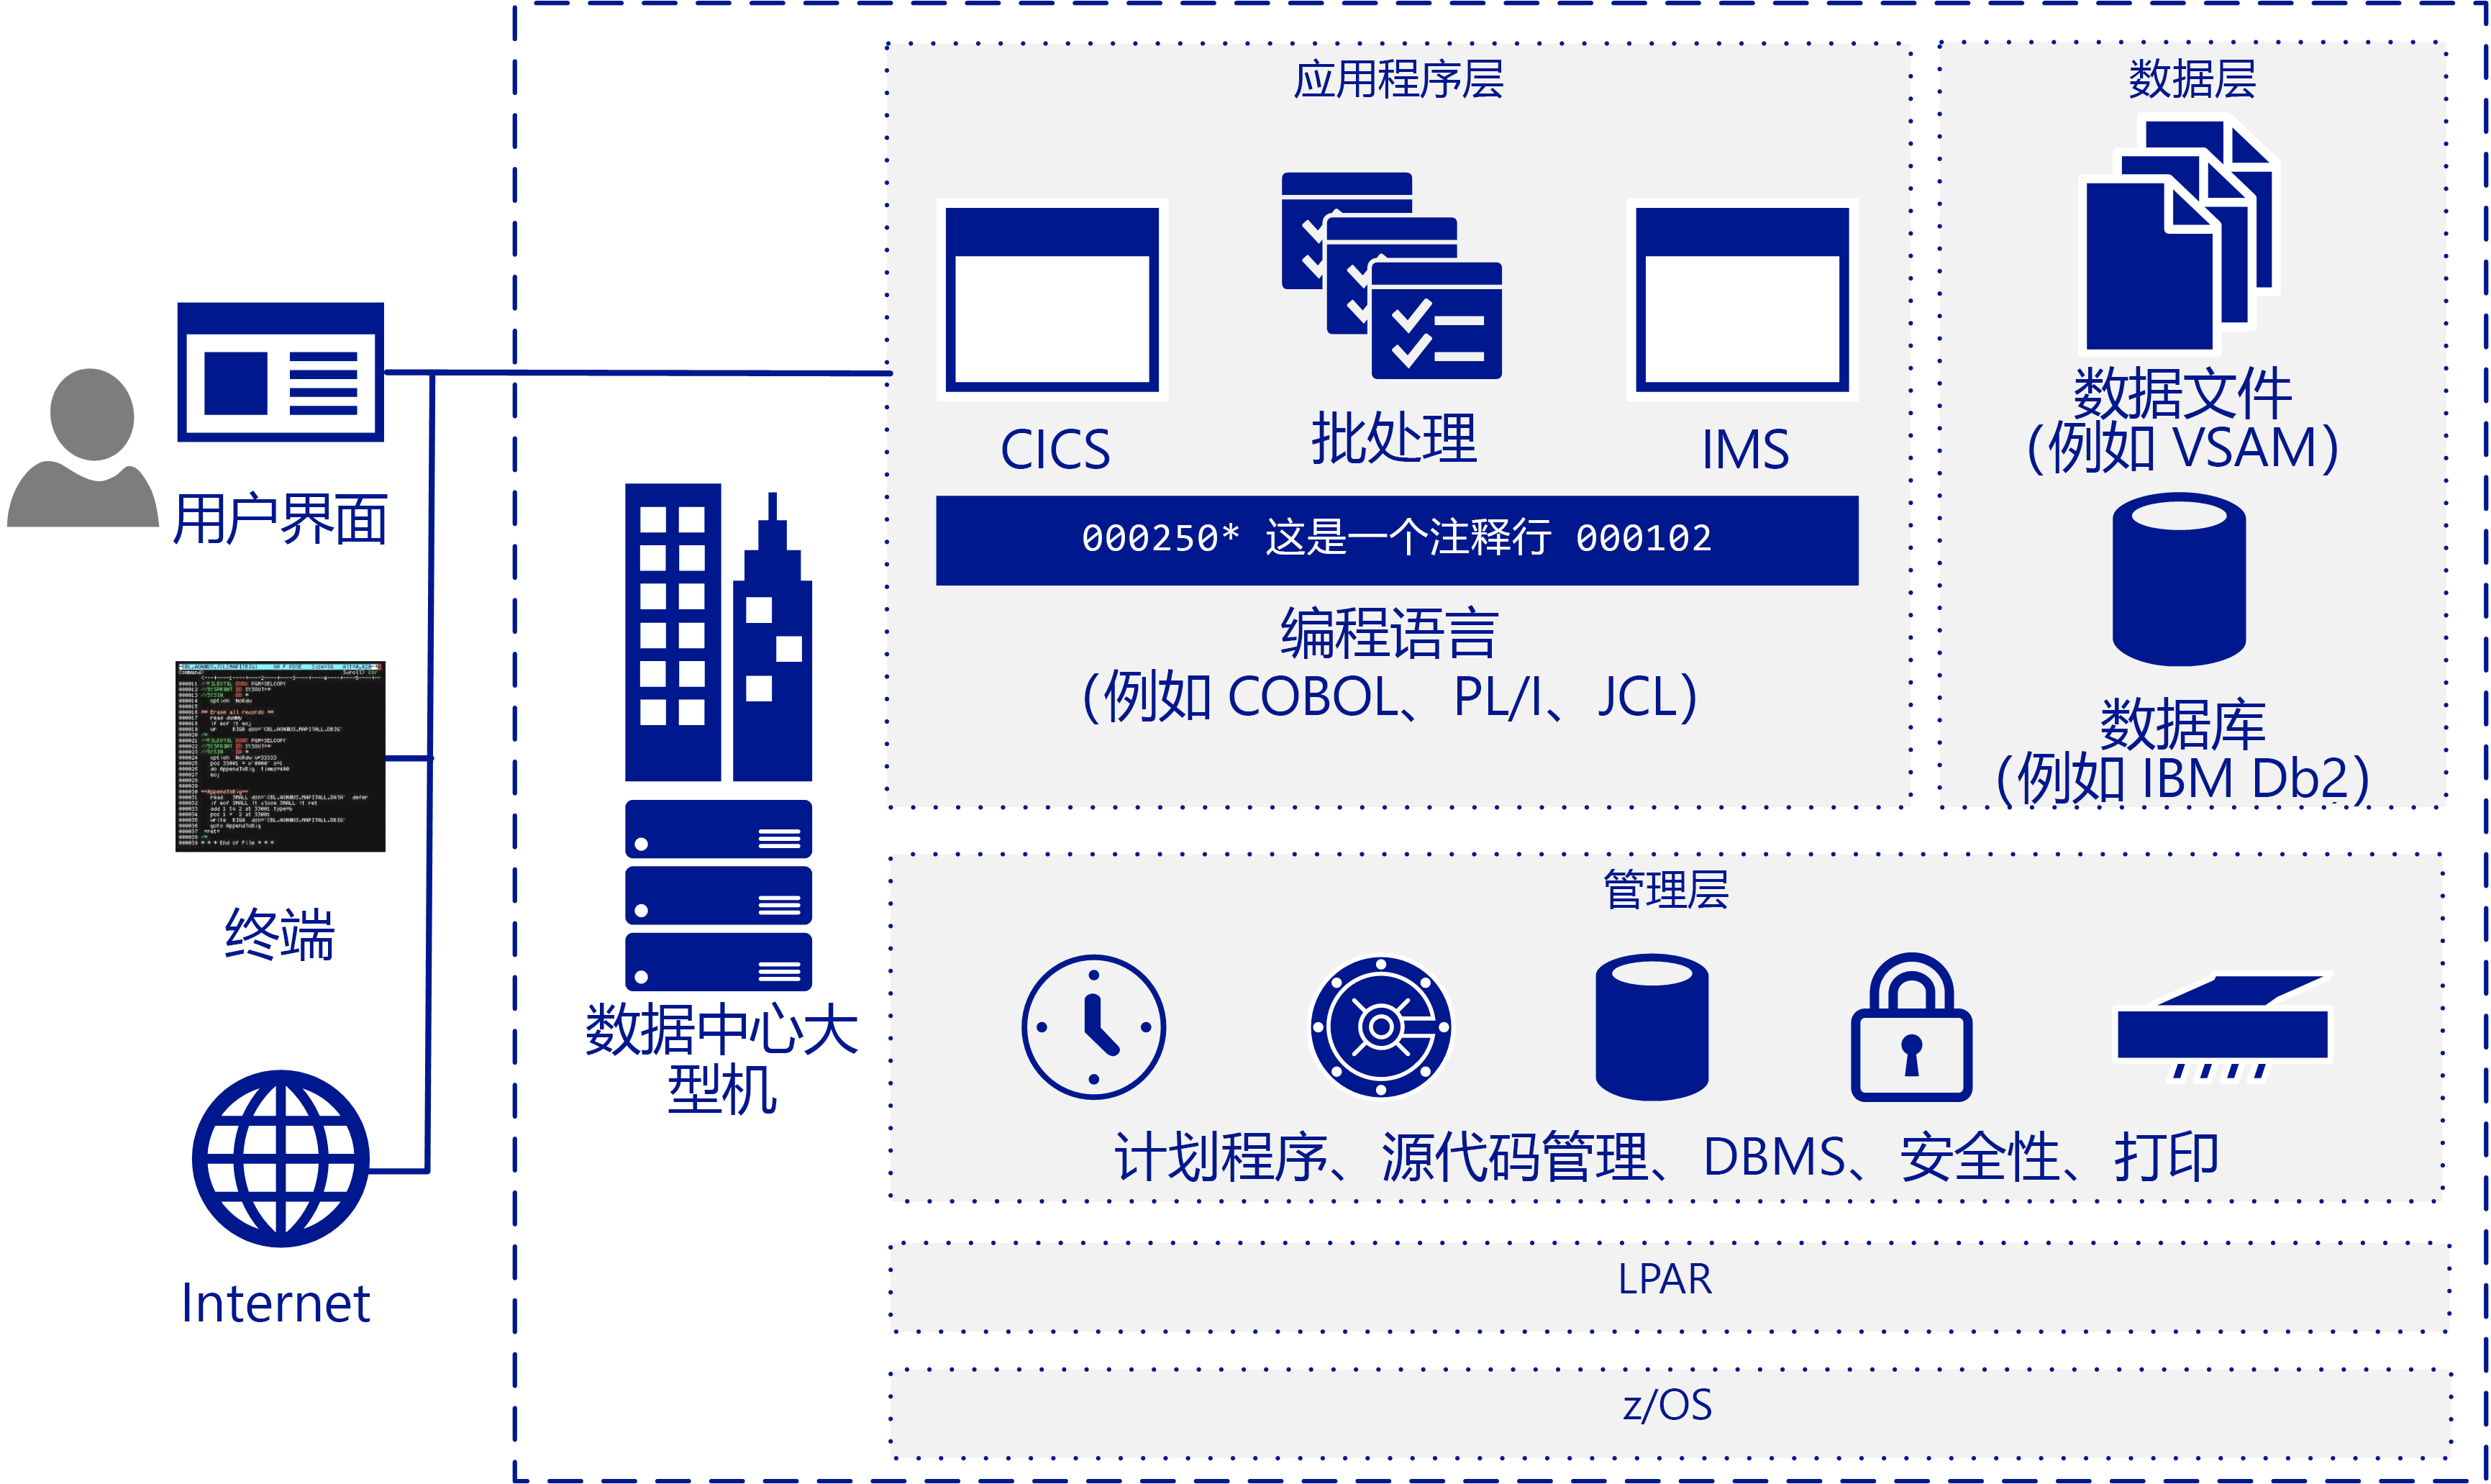 应用程序层
数据层
CICS
批处理
IMS
000250* 这是一个注释行 000102
编程语言
（例如 COBOL、PL/I、JCL）
数据文件
（例如 VSAM）
数据库
（例如 IBM Db2）
用户界面
终端
Internet
数据中心大
型机
管理层
计划程序、源代码管理、DBMS、安全性、打印
LPAR
z/OS